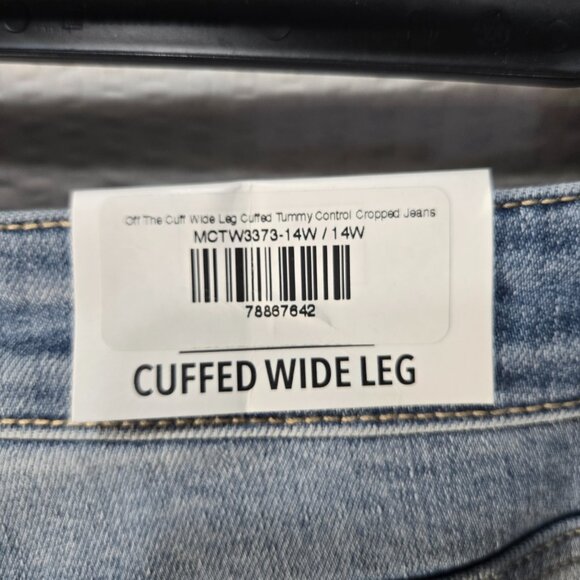 Off The Cuff Wide Leg Cuffed Tummy Control Cropped Jeans
MCTW3373-14W / 14W
78867642
CUFFED WIDE LEG